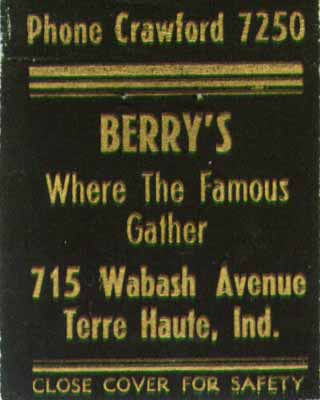 Phone Crawford 7250
BERRY'S
Where The Famous
Gather
715 Wabash Avenue
Terre Haute, Ind.
CLOSE COVER FOR SAFETY